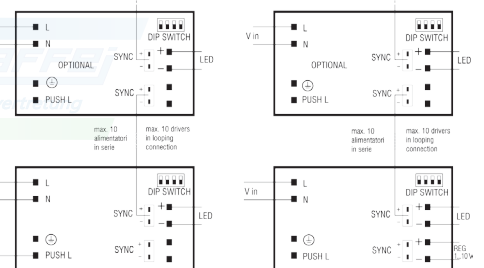 L
N
OPTIONAL
PUSH L
DIP SWITCH
SYNC + -
+
-
LED
SYNC + -
V in
L
N
OPTIONAL
PUSH L
DIP SWITCH
SYNC + -
+
-
LED
SYNC + -
max. 10
alimentatori
in serie
max. 10 drivers
in looping
connection
max. 10
alimentatori
in serie
max. 10 drivers
in looping
connection
L
N
PUSH L
DIP SWITCH
SYNC + -
+
-
LED
SYNC + -
V in
L
N
PUSH L
DIP SWITCH
SYNC + -
+
-
LED
SYNC + -
+
-
REG
1...10 V